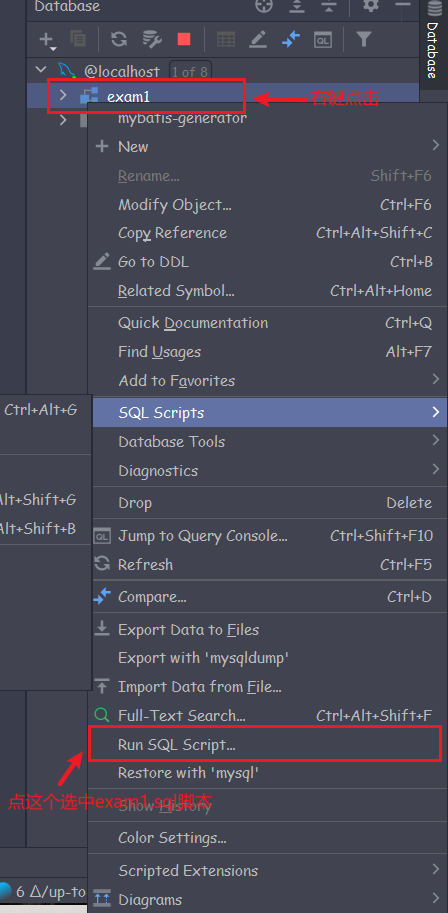 Database
Database
@localhost 1 of 8
exam1
右键点击
mybatis-generator
New
Rename... Shift+F6
Modify Object... Ctrl+F6
Copy Reference Ctrl+Alt+Shift+C
Go to DDL Ctrl+B
Related Symbol... Ctrl+Alt+Home
Quick Documentation Ctrl+Q
Find Usages Alt+F7
Add to Favorites
Ctrl+Alt+G
SQL Scripts
Database Tools
Diagnostics
Alt+Shift+G
Drop Delete
Alt+Shift+B
QL Jump to Query Console... Ctrl+Shift+F10
Refresh Ctrl+F5
Compare... Ctrl+D
Export Data to Files
Export with 'mysqldump'
Import Data from File...
Full-Text Search... Ctrl+Alt+Shift+F
Run SQL Script...
Restore with 'mysql'
点这个选中exam1.sql脚本
Show History
Color Settings...
Scripted Extensions
6 Δ/up-to
Diagrams